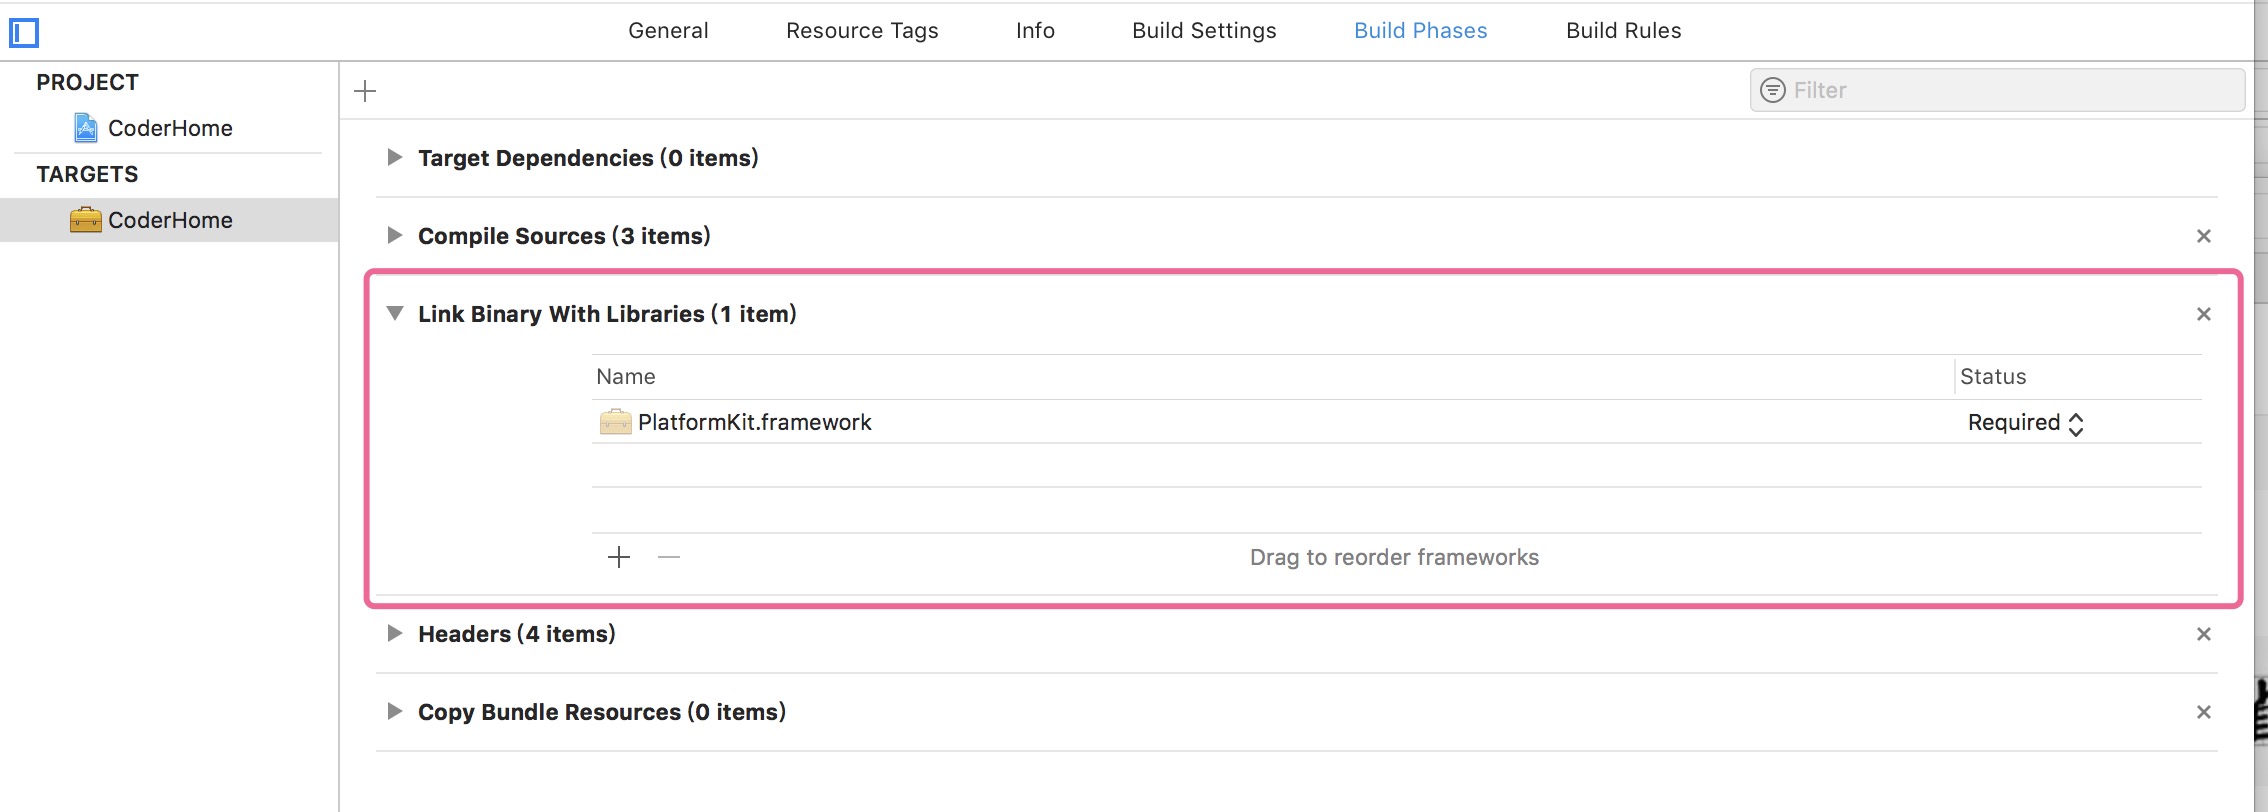 General Resource Tags Info Build Settings Build Phases Build Rules
PROJECT
CoderHome
TARGETS
CoderHome
Filter
Target Dependencies (0 items)
Compile Sources (3 items)
Link Binary With Libraries (1 item)
Name Status
PlatformKit.framework Required
Drag to reorder frameworks
Headers (4 items)
Copy Bundle Resources (0 items)